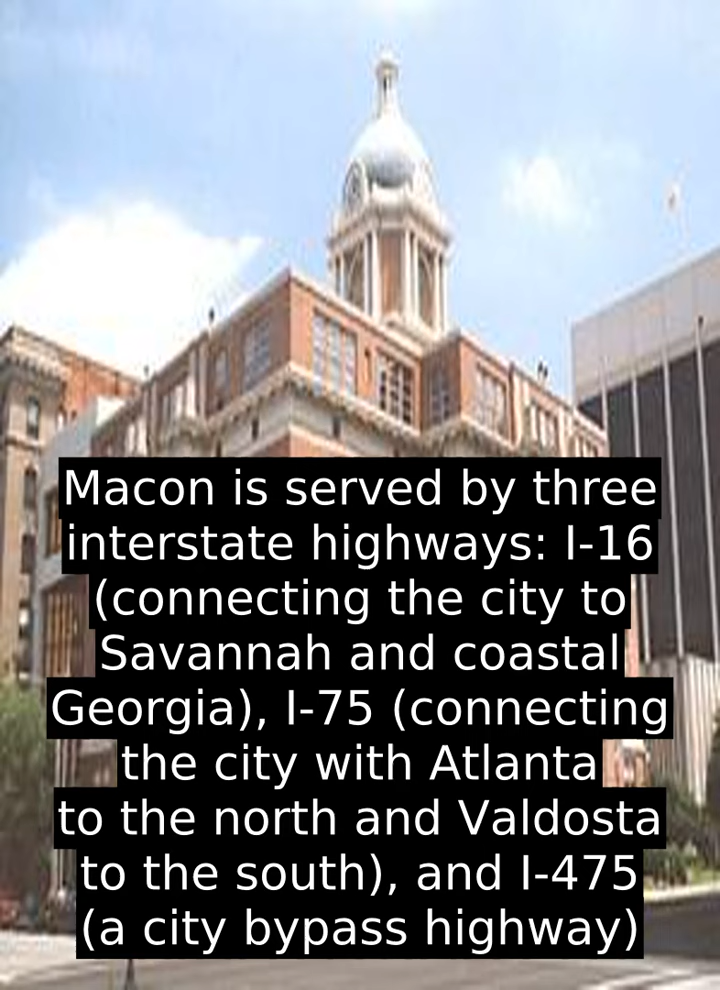 Macon is served by three
interstate highways: I-16
(connecting the city to
Savannah and coastal
Georgia), I-75 (connecting
the city with Atlanta
to the north and Valdosta
to the south), and I-475
(a city bypass highway)